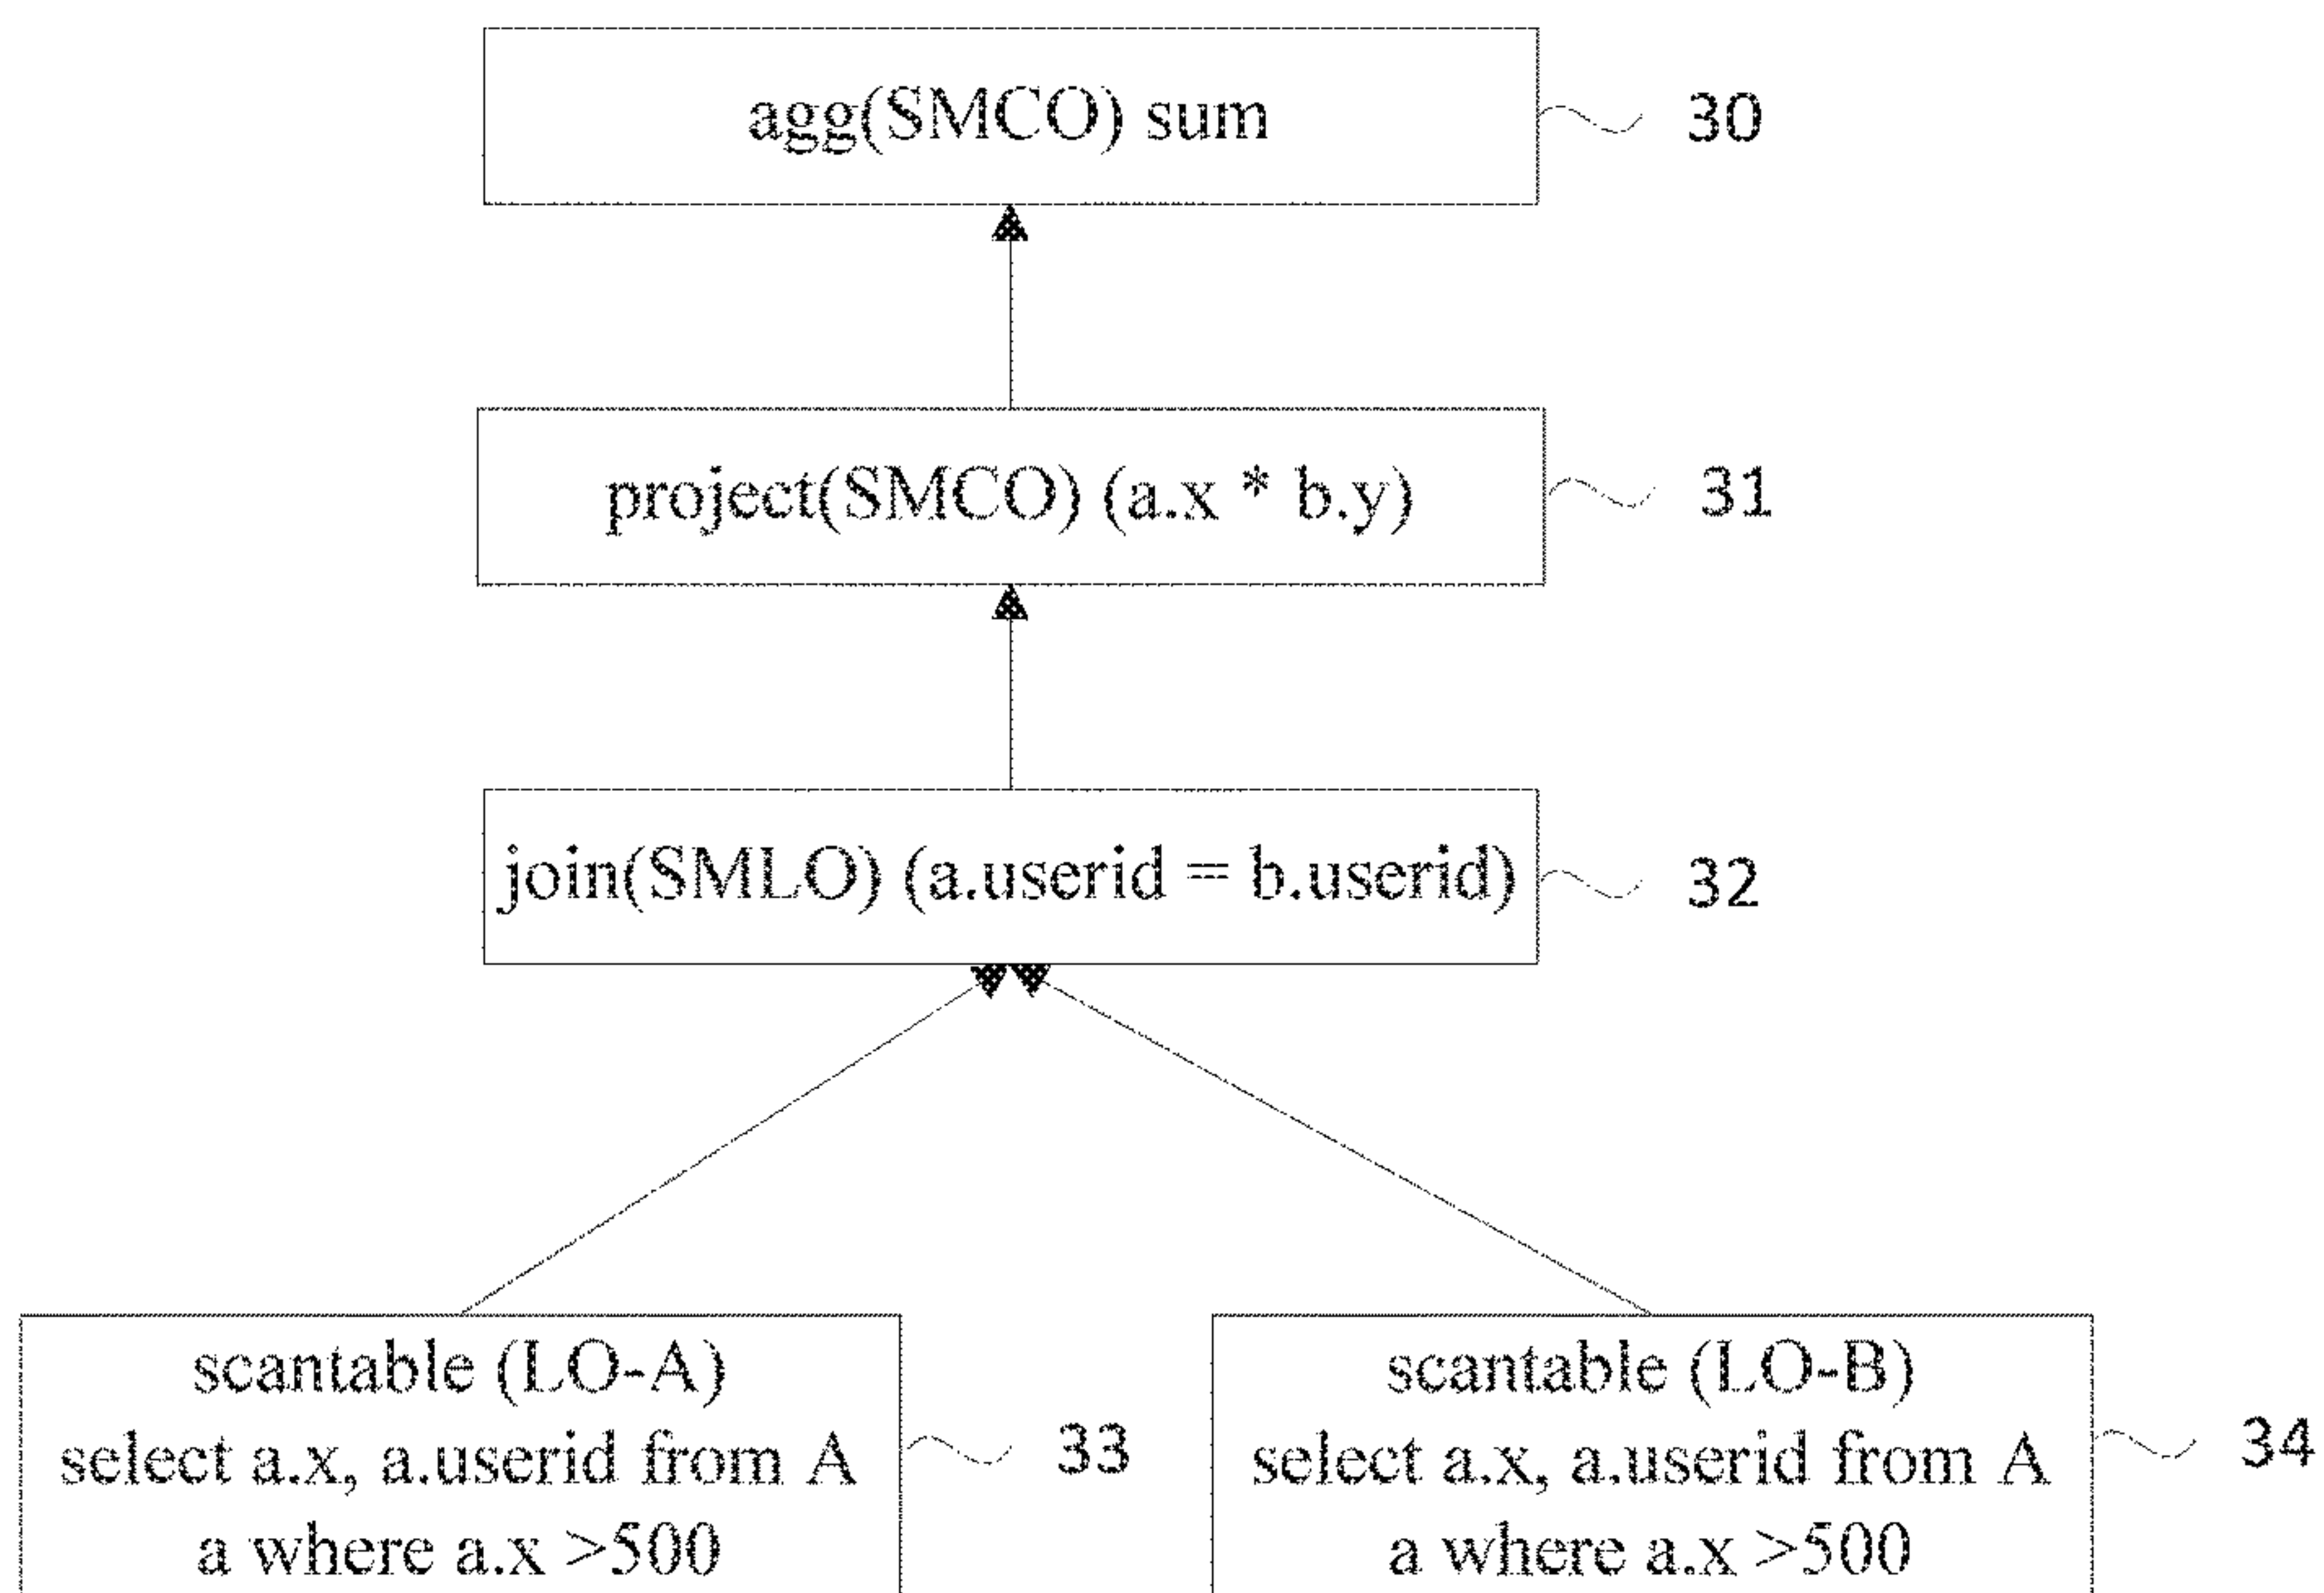 agg(SMCO) sum
30
project(SMCO) (a.x * b.y)
31
join(SMLO) (a.userid = b.userid)
32
scantable (LO-A)
select a.x, a.userid from A
a where a.x >500
33
scantable (LO-B)
select a.x, a.userid from A
a where a.x >500
34